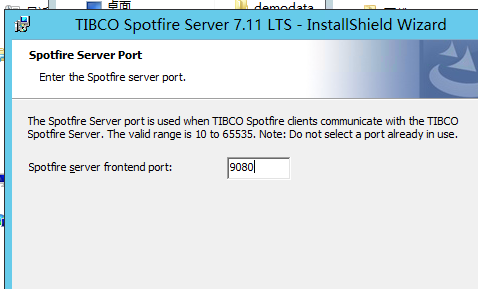 桌面
demodata
TIBCO Spotfire Server 7.11 LTS - InstallShield Wizard
Spotfire Server Port
Enter the Spotfire server port.
The Spotfire Server port is used when TIBCO Spotfire clients communicate with the TIBCO
Spotfire Server. The valid range is 10 to 65535. Note: Do not select a port already in use.
Spotfire server frontend port:
9080